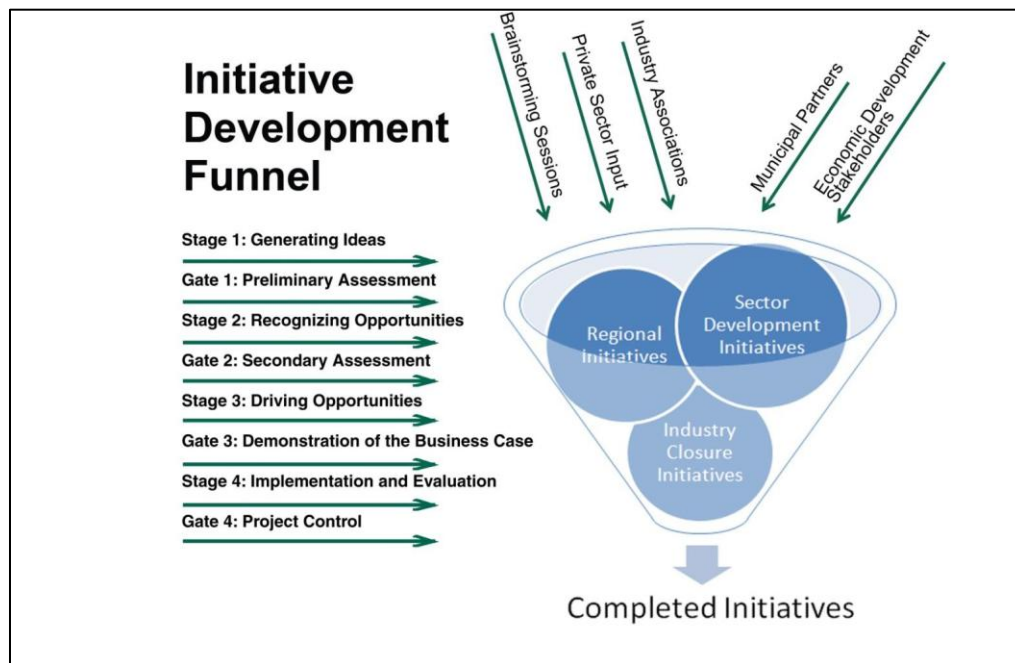 Initiative
Development
Funnel
Brainstorming Sessions
Private Sector Input
Industry Associations
Municipal Partners
Economic Development
Stakeholders
Stage 1: Generating Ideas
Gate 1: Preliminary Assessment
Stage 2: Recognizing Opportunities
Gate 2: Secondary Assessment
Stage 3: Driving Opportunities
Gate 3: Demonstration of the Business Case
Stage 4: Implementation and Evaluation
Gate 4: Project Control
Regional
Initiatives
Sector
Development
Initiatives
Industry
Closure
Initiatives
Completed Initiatives